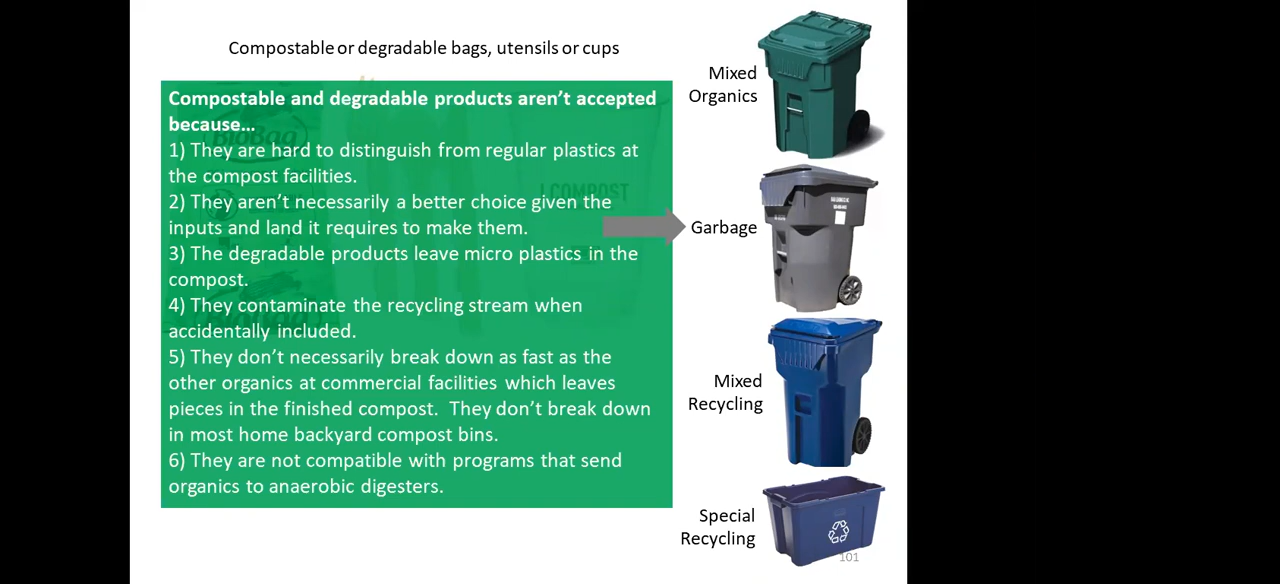 Compostable or degradable bags, utensils or cups
Compostable and degradable products aren't accepted
because…
1) They are hard to distinguish from regular plastics at
the compost facilities.
2) They aren't necessarily a better choice given the
inputs and land it requires to make them.
3) The degradable products leave micro plastics in the
compost.
4) They contaminate the recycling stream when
accidentally included.
5) They don't necessarily break down as fast as the
other organics at commercial facilities which leaves
pieces in the finished compost.  They don't break down
in most home backyard compost bins.
6) They are not compatible with programs that send
organics to anaerobic digesters.
BioBag
I COMPOST
BioBag
Mixed
Organics
Garbage
Mixed
Recycling
Special
Recycling
101